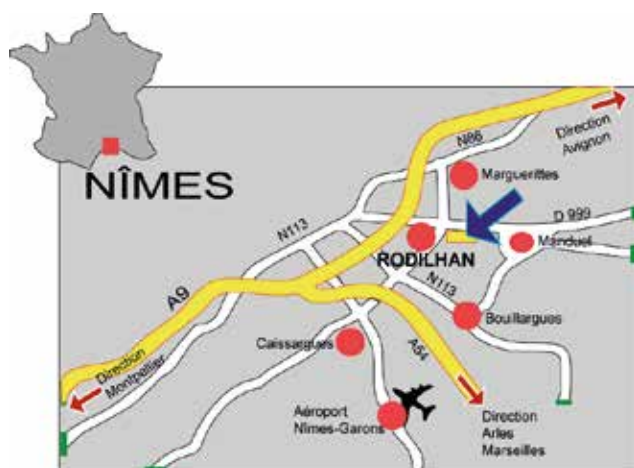 NÎMES
N86
Direction
Avignon
Marguerittes
D 999
N113
Manduel
RODILHAN
N113
A9
Bouillargues
Caissargues
A54
Direction
Montpellier
Aéroport
Nîmes-Garons
Direction
Arles
Marseilles